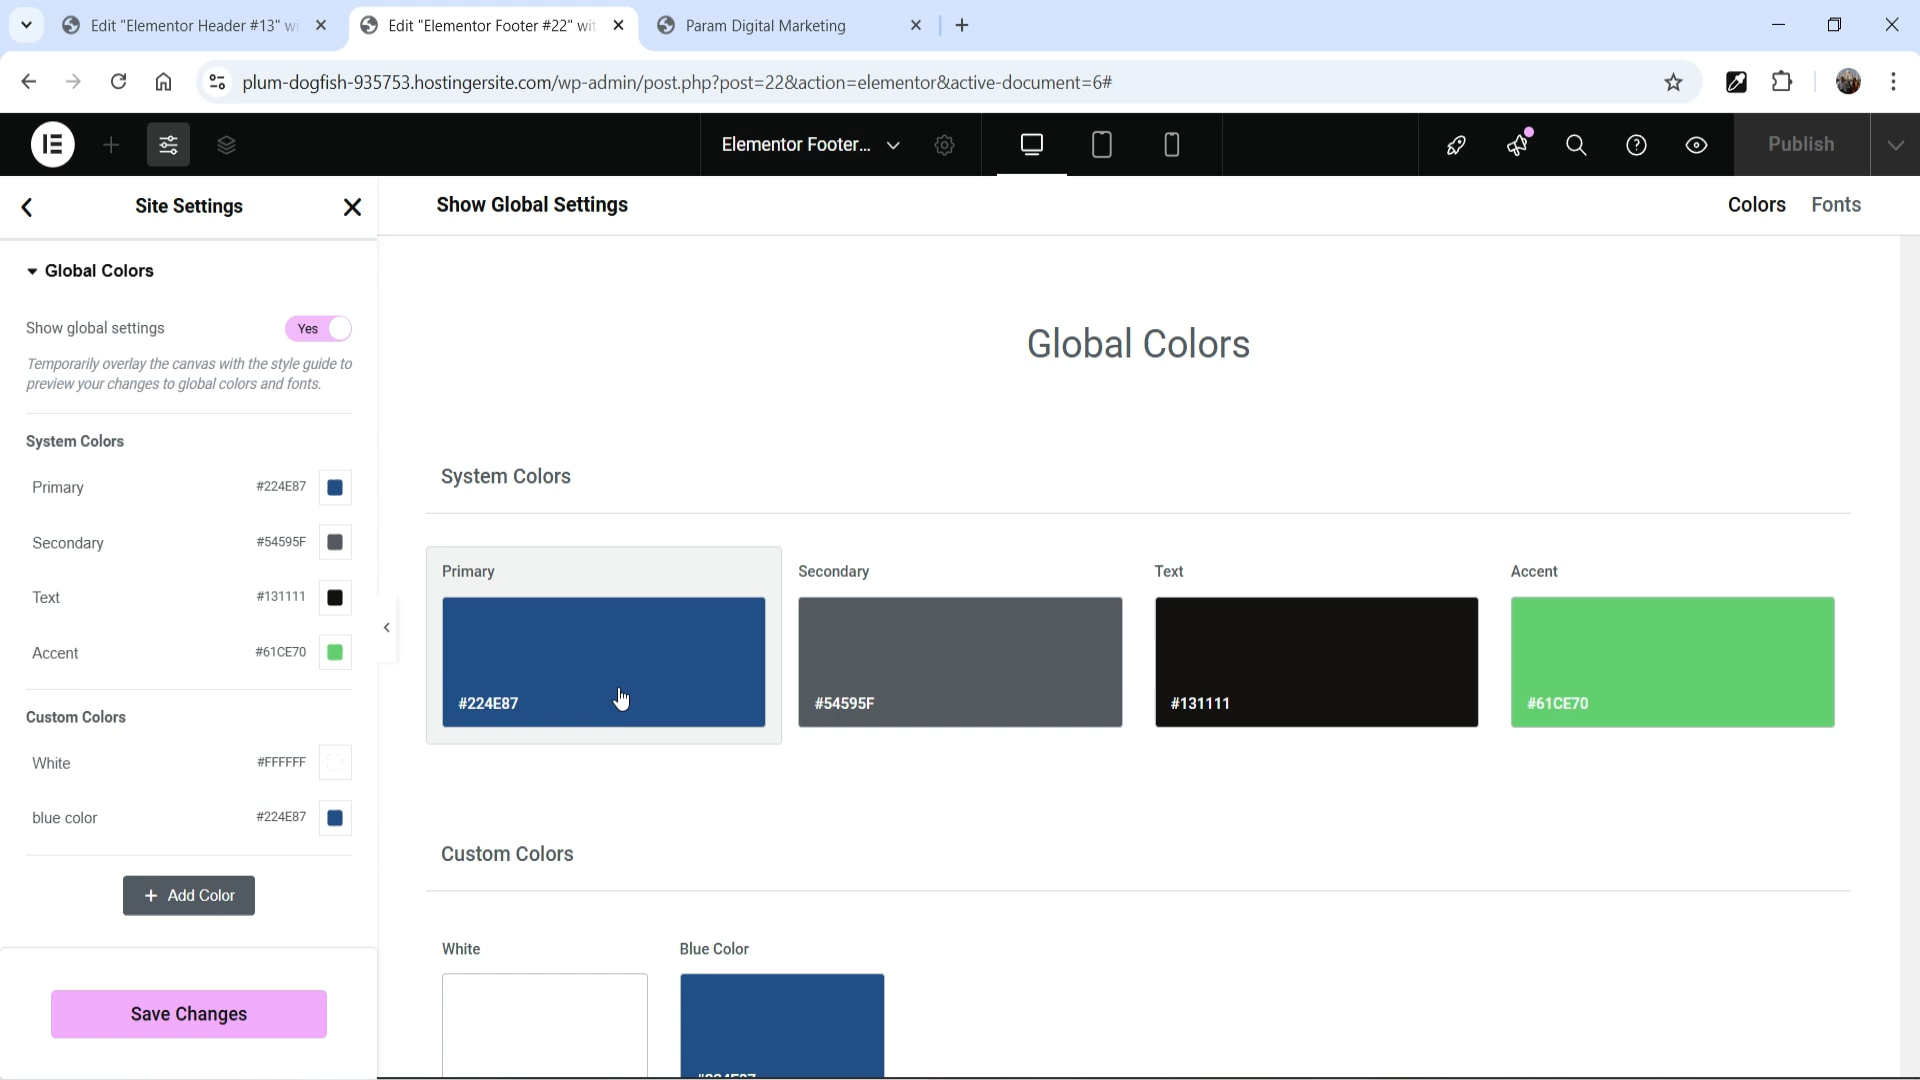 Edit "Elementor Header #13" wi
Edit "Elementor Footer #22" wit
Param Digital Marketing
plum-dogfish-935753.hostingersite.com/wp-admin/post.php?post=22&action=elementor&active-document=6#
Elementor Footer...
Publish
Site Settings
Show Global Settings
Colors
Fonts
Global Colors
Show global settings
Yes
Temporarily overlay the canvas with the style guide to
preview your changes to global colors and fonts.
System Colors
Primary #224E87
Secondary #54595F
Text #131111
Accent #61CE70
Custom Colors
White #FFFFFF
blue color #224E87
+ Add Color
Save Changes
Global Colors
System Colors
Primary
Secondary
Text
Accent
#224E87
#54595F
#131111
#61CE70
Custom Colors
White
Blue Color